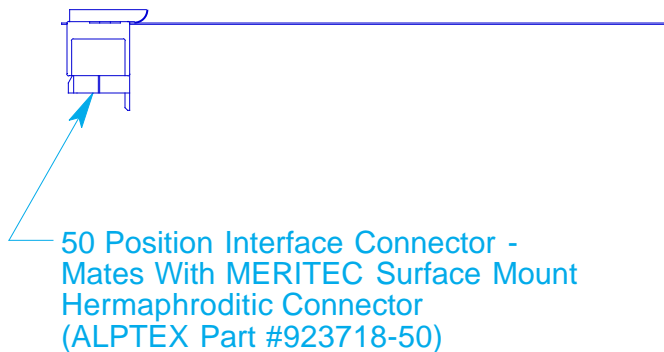 50 Position Interface Connector -
Mates With MERITEC Surface Mount
Hermaphroditic Connector
(ALPTEX Part #923718-50)